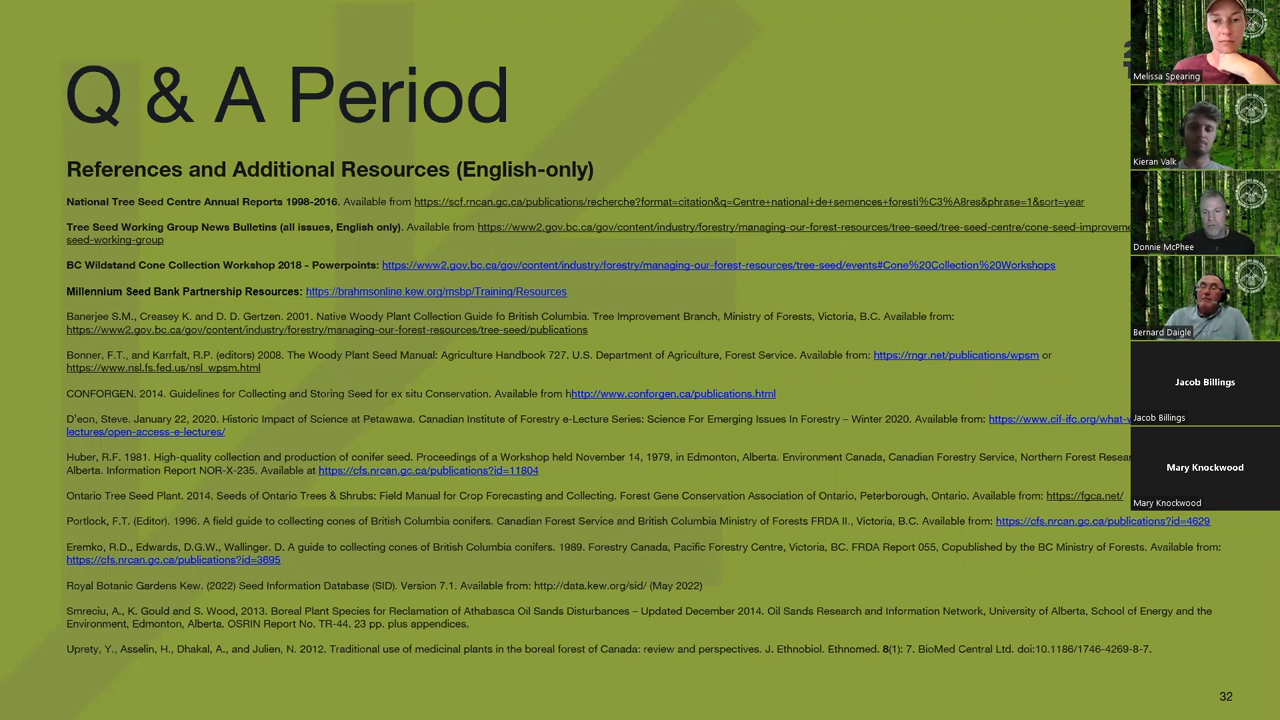 Q & A Period
References and Additional Resources (English-only)
National Tree Seed Centre Annual Reports 1998-2016. Available from https://scf.rncan.gc.ca/publications/recherche?format=citation&q=Centre+national+de+semences+foresti%C3%A8res&phrase=1&sort=year
Tree Seed Working Group News Bulletins (all issues, English only). Available from https://www2.gov.bc.ca/gov/content/industry/forestry/managing-our-forest-resources/tree-seed/tree-seed-centre/cone-seed-improveme
seed-working-group
BC Wildstand Cone Collection Workshop 2018 - Powerpoints: https://www2.gov.bc.ca/gov/content/industry/forestry/managing-our-forest-resources/tree-seed/events#Cone%20Collection%20Workshops
Millennium Seed Bank Partnership Resources: https://brahmsonline.kew.org/msbp/Training/Resources
Banerjee S.M., Creasey K. and D. D. Gertzen. 2001. Native Woody Plant Collection Guide fo British Columbia. Tree Improvement Branch, Ministry of Forests, Victoria, B.C. Available from:
https://www2.gov.bc.ca/gov/content/industry/forestry/managing-our-forest-resources/tree-seed/publications
Bonner, F.T., and Karrfalt, R.P. (editors) 2008. The Woody Plant Seed Manual: Agriculture Handbook 727. U.S. Department of Agriculture, Forest Service. Available from: https://rngr.net/publications/wpsm or
https://www.nsl.fs.fed.us/nsl_wpsm.html
CONFORGEN. 2014. Guidelines for Collecting and Storing Seed for ex situ Conservation. Available from hhttp://www.conforgen.ca/publications.html
D'eon, Steve. January 22, 2020. Historic Impact of Science at Petawawa. Canadian Institute of Forestry e-Lecture Series: Science For Emerging Issues In Forestry – Winter 2020. Available from: https://www.cif-ifc.org/what-w
lectures/open-access-e-lectures/
Huber, R.F. 1981. High-quality collection and production of conifer seed. Proceedings of a Workshop held November 14, 1979, in Edmonton, Alberta. Environment Canada, Canadian Forestry Service, Northern Forest Resear
Alberta. Information Report NOR-X-235. Available at https://cfs.nrcan.gc.ca/publications?id=11804
Ontario Tree Seed Plant. 2014. Seeds of Ontario Trees & Shrubs: Field Manual for Crop Forecasting and Collecting. Forest Gene Conservation Association of Ontario, Peterborough, Ontario. Available from: https://fgca.net/
Portlock, F.T. (Editor). 1996. A field guide to collecting cones of British Columbia conifers. Canadian Forest Service and British Columbia Ministry of Forests FRDA II., Victoria, B.C. Available from: https://cfs.nrcan.gc.ca/publications?id=4629
Eremko, R.D., Edwards, D.G.W., Wallinger. D. A guide to collecting cones of British Columbia conifers. 1989. Forestry Canada, Pacific Forestry Centre, Victoria, BC. FRDA Report 055, Copublished by the BC Ministry of Forests. Available from:
https://cfs.nrcan.gc.ca/publications?id=3695
Royal Botanic Gardens Kew. (2022) Seed Information Database (SID). Version 7.1. Available from: http://data.kew.org/sid/ (May 2022)
Smreciu, A., K. Gould and S. Wood, 2013. Boreal Plant Species for Reclamation of Athabasca Oil Sands Disturbances – Updated December 2014. Oil Sands Research and Information Network, University of Alberta, School of Energy and the
Environment, Edmonton, Alberta. OSRIN Report No. TR-44. 23 pp. plus appendices.
Uprety, Y., Asselin, H., Dhakal, A., and Julien, N. 2012. Traditional use of medicinal plants in the boreal forest of Canada: review and perspectives. J. Ethnobiol. Ethnomed. 8(1): 7. BioMed Central Ltd. doi:10.1186/1746-4269-8-7.
32
Melissa Spearing
Kieran Valk
Donnie McPhee
Bernard Daigle
Jacob Billings
Jacob Billings
Mary Knockwood
Mary Knockwood